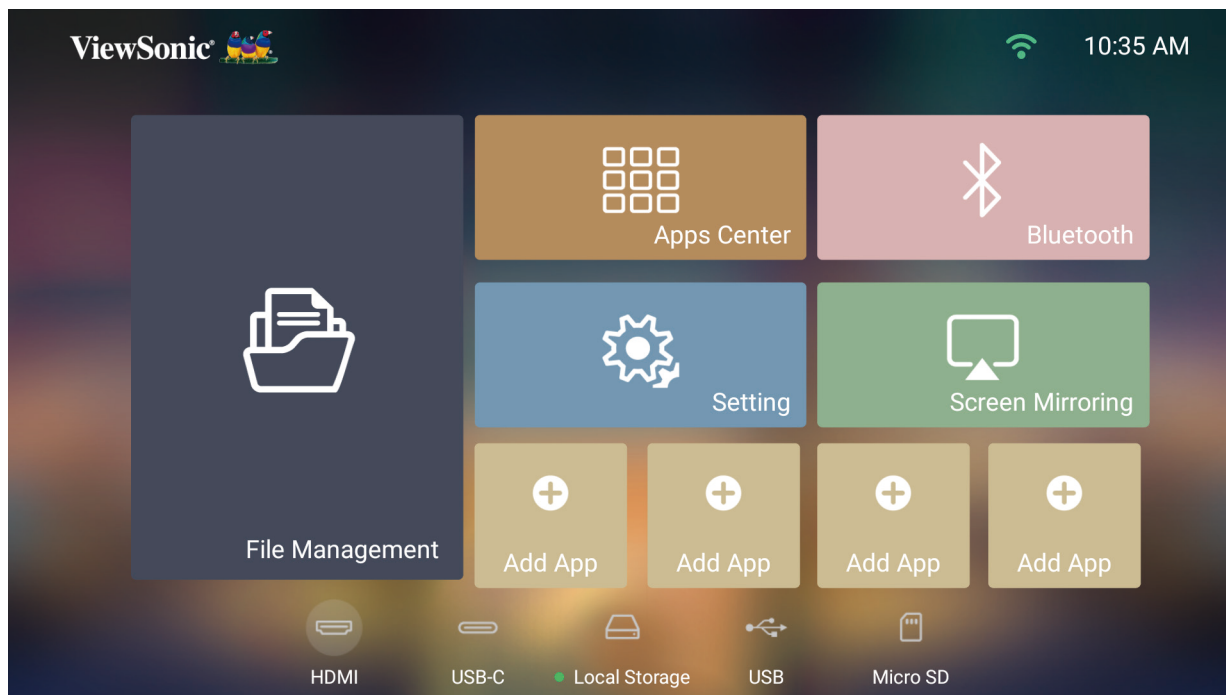 ViewSonic®
10:35 AM
Apps Center
Bluetooth
Setting
Screen Mirroring
File Management
Add App
Add App
Add App
Add App
HDMI
USB-C
Local Storage
USB
Micro SD